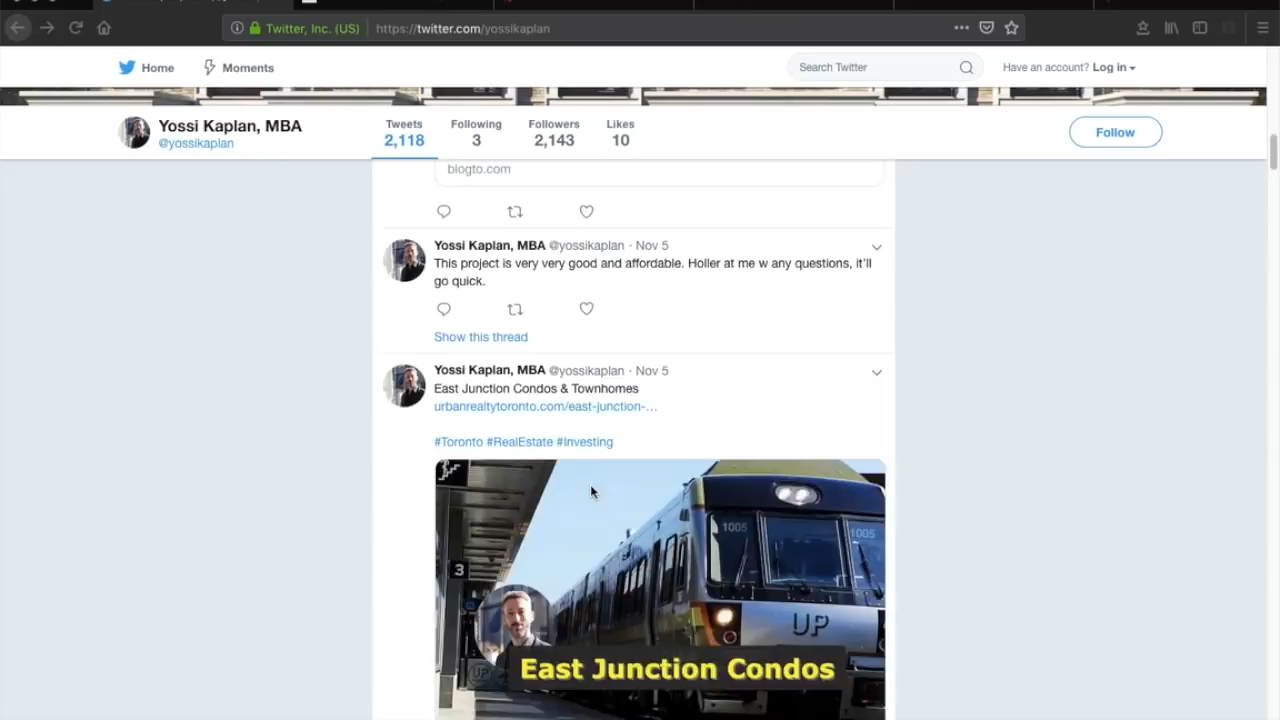 Twitter, Inc. (US) https://twitter.com/yossikaplan
Home Moments Search Twitter Have an account? Log in
Yossi Kaplan, MBA
@yossikaplan
Tweets Following Followers Likes
2,118 3 2,143 10
Follow
blogto.com
Yossi Kaplan, MBA @yossikaplan · Nov 5
This project is very very good and affordable. Holler at me w any questions, it'll
go quick.
Show this thread
Yossi Kaplan, MBA @yossikaplan · Nov 5
East Junction Condos & Townhomes
urbanrealtytoronto.com/east-junction-…
#Toronto #RealEstate #Investing
1005 1005
3
UP
UP
East Junction Condos